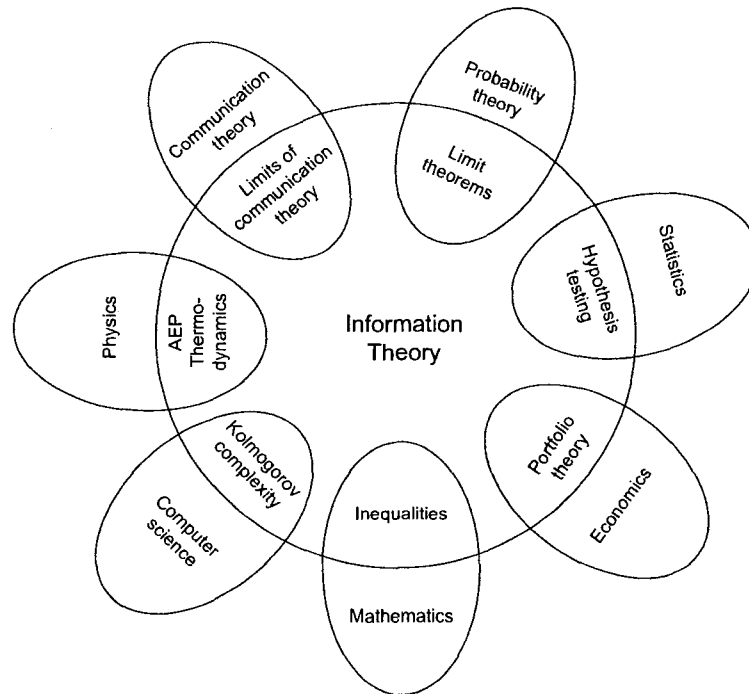 Communication
theory
Limits of
communication
theory
Probability
theory
Limit
theorems
Statistics
Hypothesis
testing
Physics
AEP
Thermo-
dynamics
Information
Theory
Portfolio
theory
Economics
Kolmogorov
complexity
Computer
science
Inequalities
Mathematics